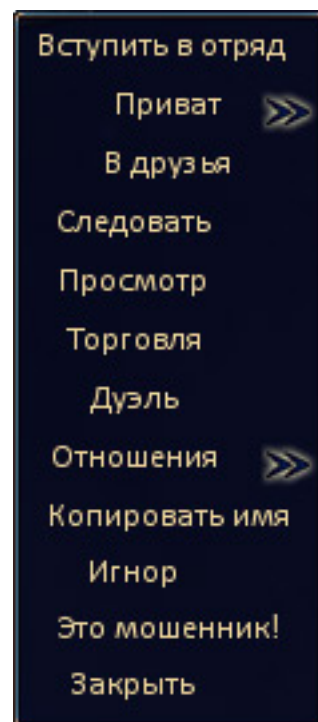 Вступить в отряд
Приват
В друзья
Следовать
Просмотр
Торговля
Дуэль
Отношения
Копировать имя
Игнор
Это мошенник!
Закрыть